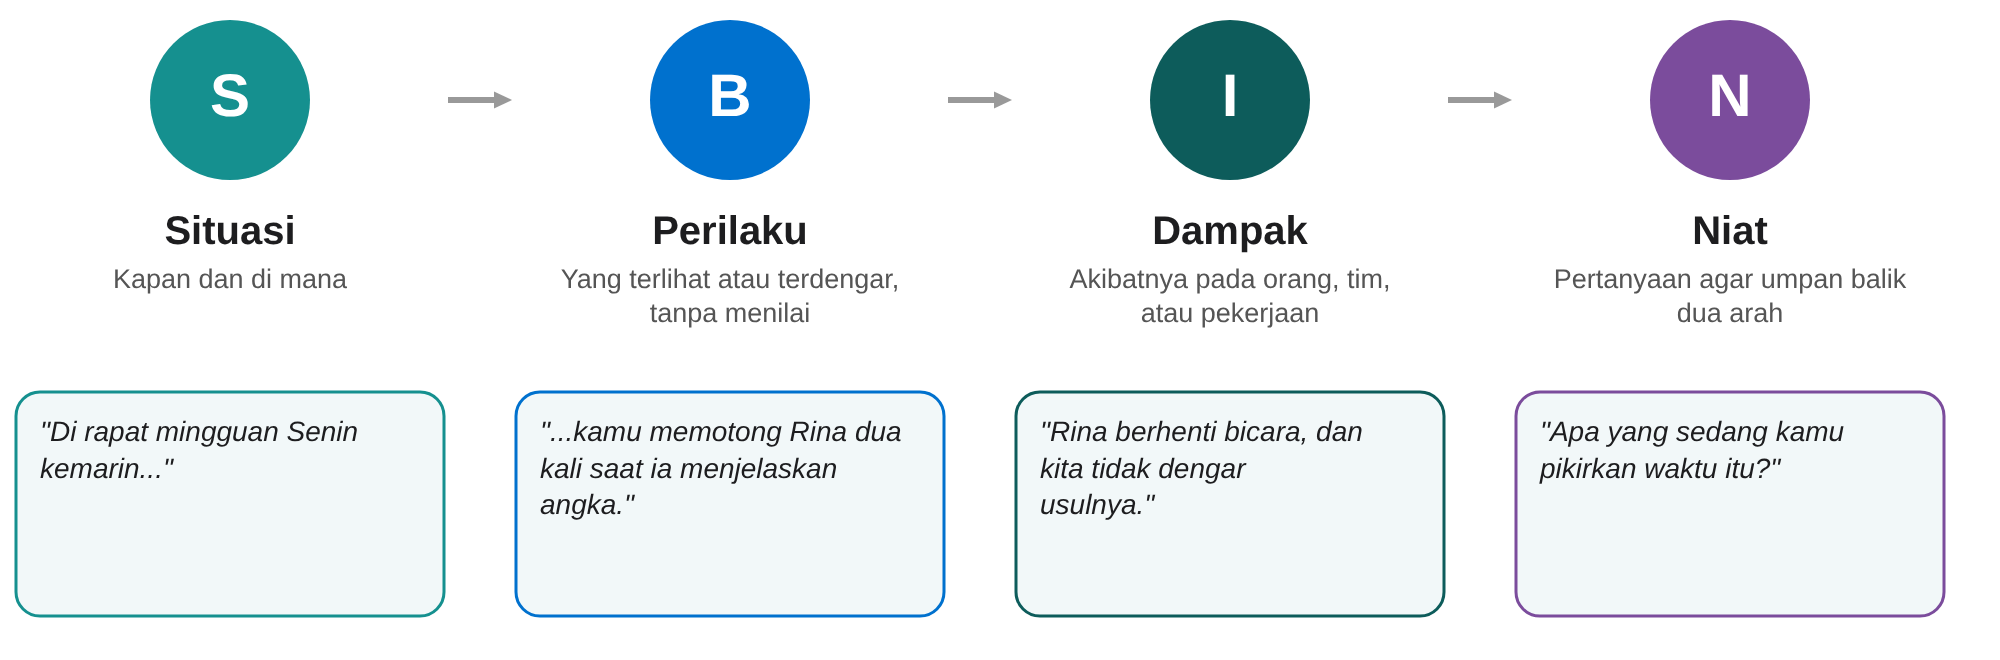 S
Situasi
Kapan dan di mana
"Di rapat mingguan Senin
kemarin..."
B
Perilaku
Yang terlihat atau terdengar,
tanpa menilai
"...kamu memotong Rina dua
kali saat ia menjelaskan
angka."
I
Dampak
Akibatnya pada orang, tim,
atau pekerjaan
"Rina berhenti bicara, dan
kita tidak dengar
usulnya."
N
Niat
Pertanyaan agar umpan balik
dua arah
"Apa yang sedang kamu
pikirkan waktu itu?"